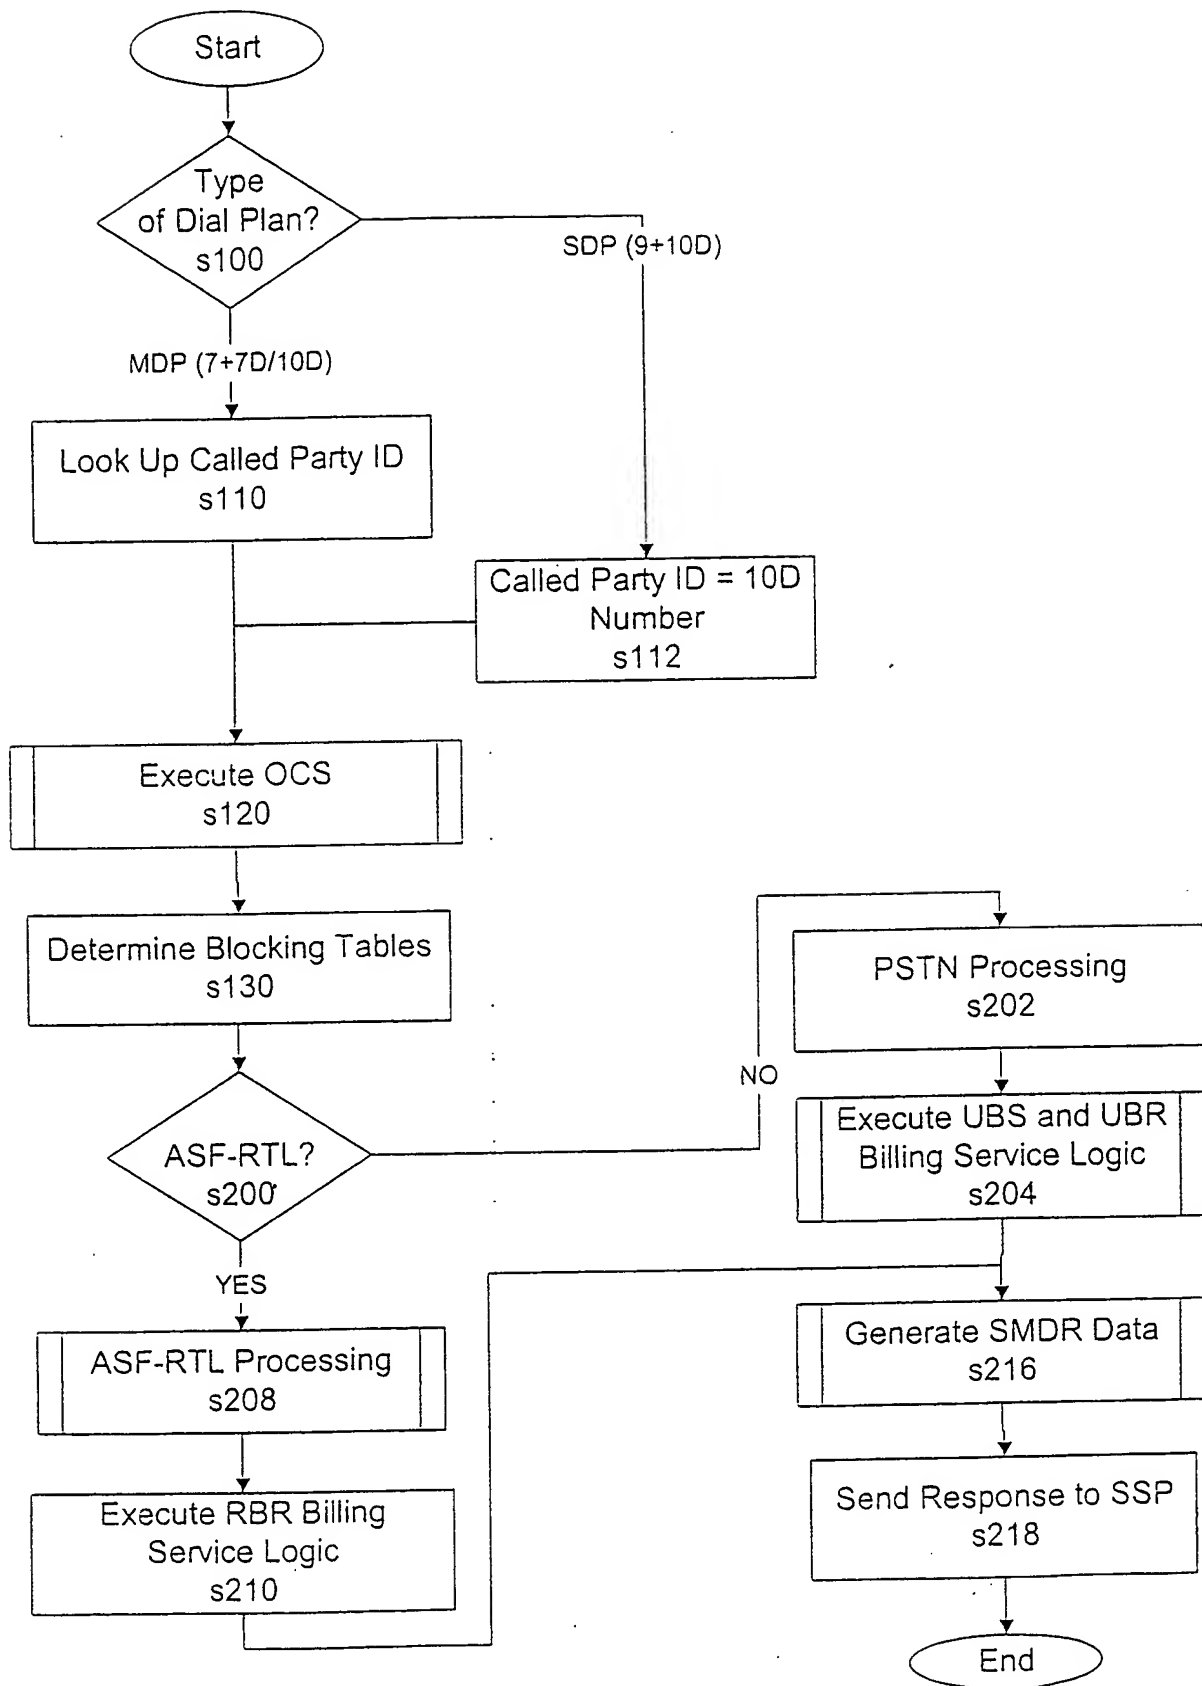 Start
Type
of Dial Plan?
s100
SDP (9+10D)
MDP (7+7D/10D)
Look Up Called Party ID
s110
Called Party ID = 10D
Number
s112
Execute OCS
s120
Determine Blocking Tables
s130
ASF-RTL?
s200
NO
YES
ASF-RTL Processing
s208
Execute RBR Billing
Service Logic
s210
PSTN Processing
s202
Execute UBS and UBR
Billing Service Logic
s204
Generate SMDR Data
s216
Send Response to SSP
s218
End